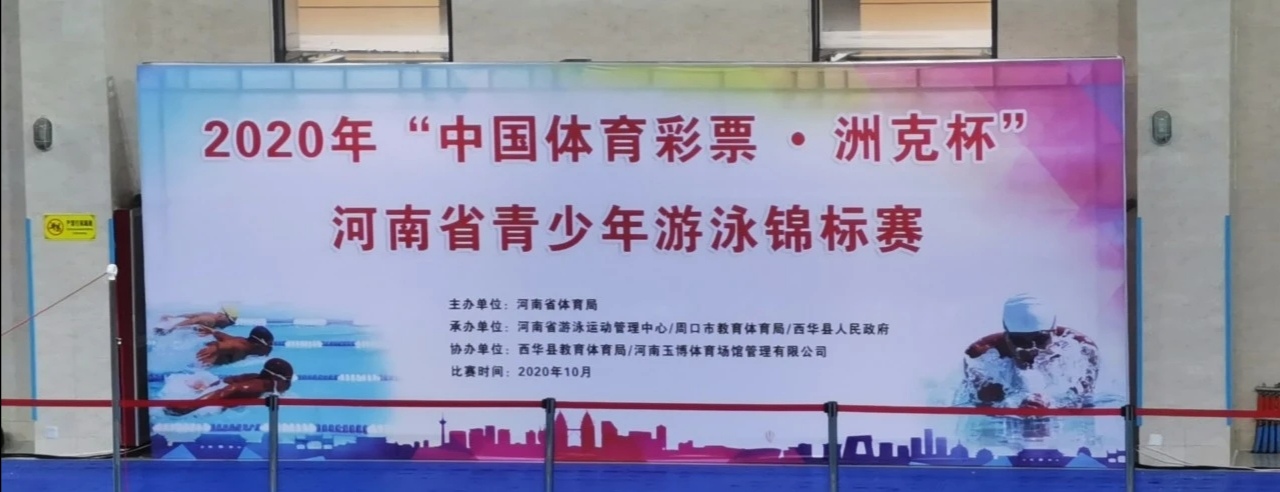 2020年“中国体育彩票·洲克杯”
河南省青少年游泳锦标赛
主办单位：河南省体育局
承办单位：河南省游泳运动管理中心/周口市教育体育局/西华县人民政府
协办单位：西华县教育体育局/河南玉博体育场馆管理有限公司
比赛时间：2020年10月